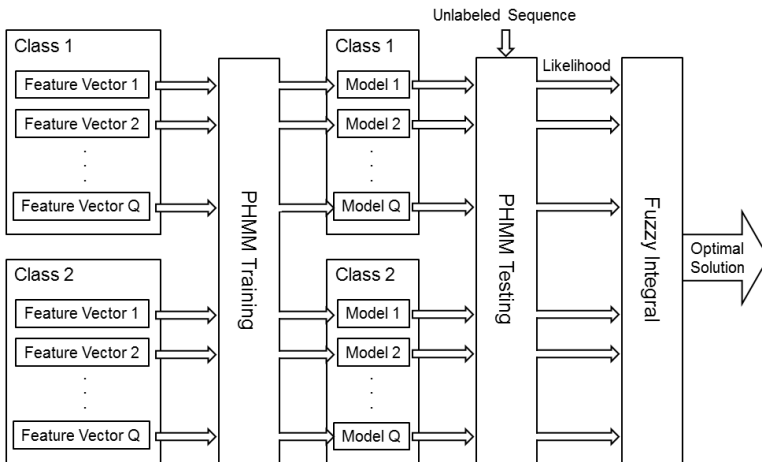 Unlabeled Sequence
Class 1
Feature Vector 1
Feature Vector 2
.
.
.
Feature Vector Q
Class 2
Feature Vector 1
Feature Vector 2
.
.
.
Feature Vector Q
PHMM Training
Class 1
Model 1
Model 2
.
.
.
Model Q
Class 2
Model 1
Model 2
.
.
.
Model Q
PHMM Testing
Likelihood
Fuzzy Integral
Optimal
Solution